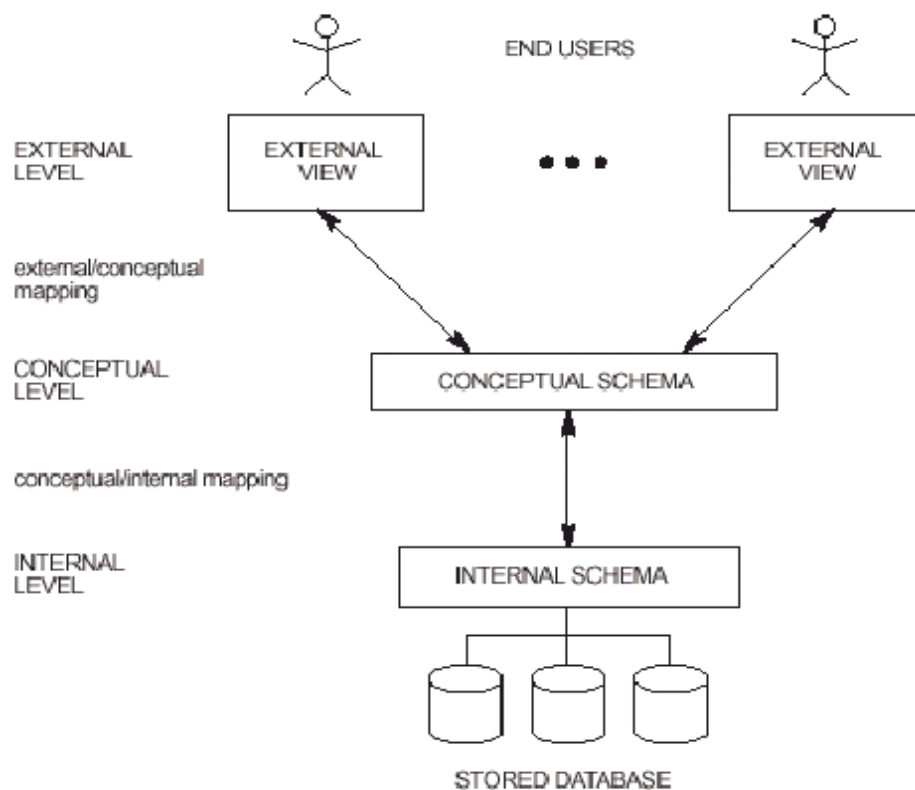 END USERS
EXTERNAL
LEVEL
EXTERNAL
VIEW
EXTERNAL
VIEW
external/conceptual
mapping
CONCEPTUAL
LEVEL
CONCEPTUAL SCHEMA
conceptual/internal mapping
INTERNAL
LEVEL
INTERNAL SCHEMA
STORED DATABASE